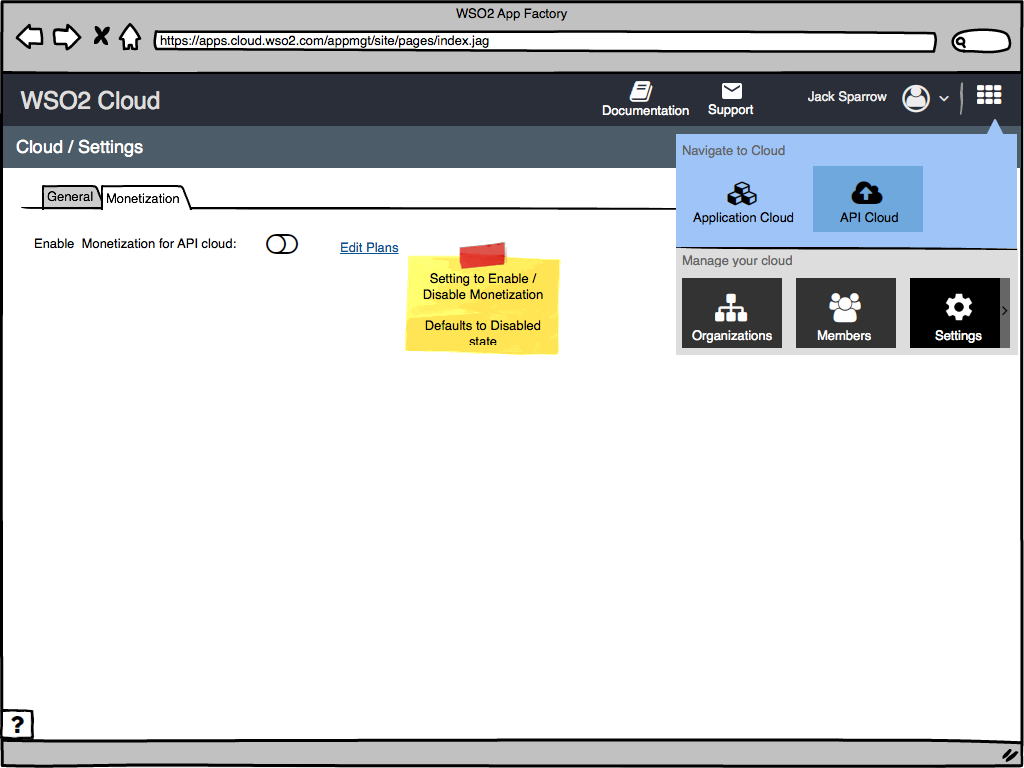 WSO2 App Factory
https://apps.cloud.wso2.com/appmgt/site/pages/index.jag
WSO2 Cloud
Documentation
Support
Jack Sparrow
Cloud / Settings
Navigate to Cloud
Application Cloud
API Cloud
General
Monetization
Enable  Monetization for API cloud:
Edit Plans
Setting to Enable /
Disable Monetization
Defaults to Disabled
state
Manage your cloud
Organizations
Members
Settings
?